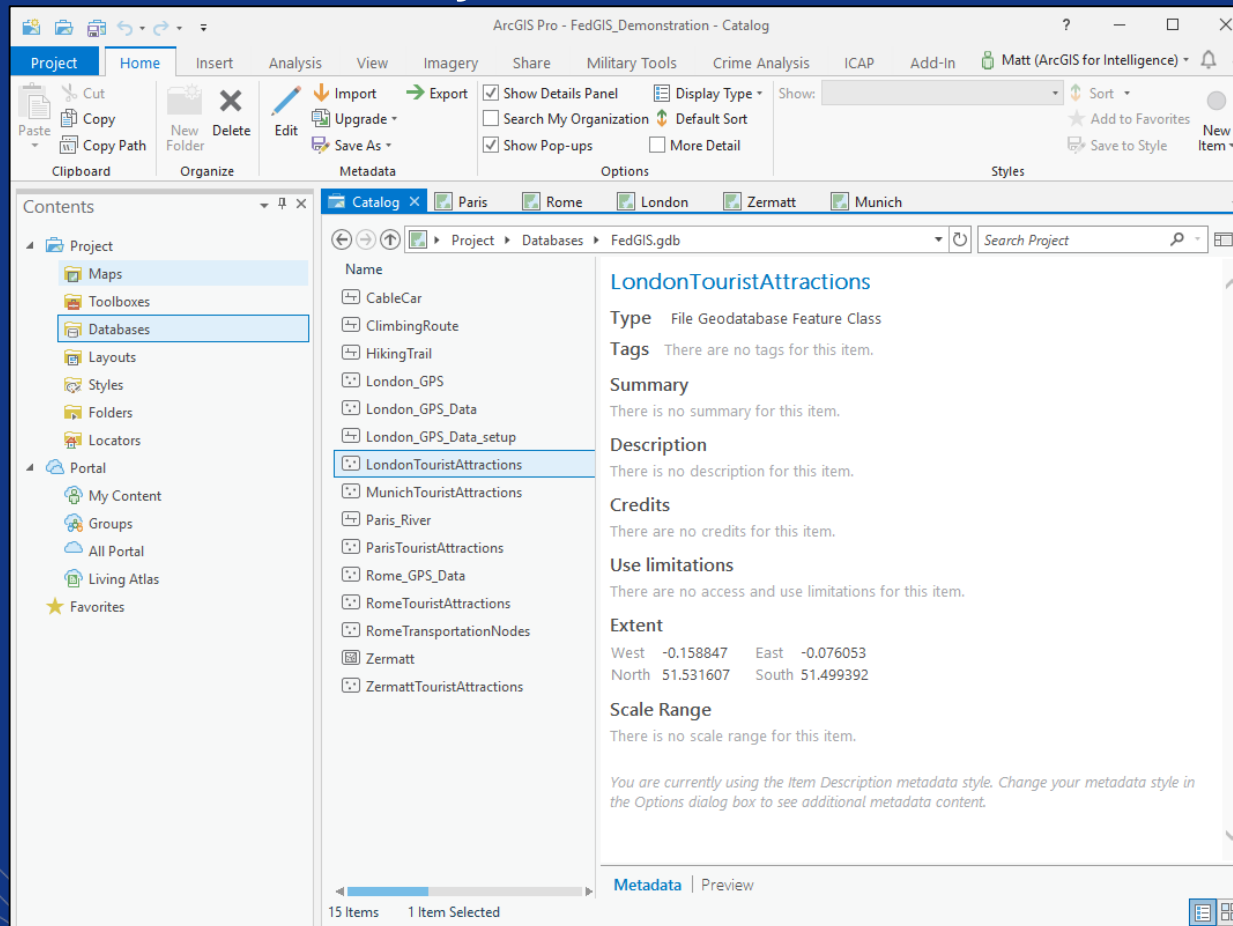 ArcGIS Pro - FedGIS_Demonstration - Catalog ?
Project Home Insert Analysis View Imagery Share Military Tools Crime Analysis ICAP Add-In Matt (ArcGIS for Intelligence)
Paste
Cut
Copy
Copy Path
Clipboard
New Folder
Delete
Organize
Edit
Import
Export
Upgrade
Save As
Metadata
Show Details Panel
Search My Organization
Show Pop-ups
Display Type
Default Sort
More Detail
Options
Show:
Sort
Add to Favorites
Save to Style
Styles
New
Item
Contents
Project
Maps
Toolboxes
Databases
Layouts
Styles
Folders
Locators
Portal
My Content
Groups
All Portal
Living Atlas
Favorites
Catalog Paris Rome London Zermatt Munich
Project Databases FedGIS.gdb
Search Project
Name
CableCar
ClimbingRoute
HikingTrail
London_GPS
London_GPS_Data
London_GPS_Data_setup
LondonTouristAttractions
MunichTouristAttractions
Paris_River
ParisTouristAttractions
Rome_GPS_Data
RomeTouristAttractions
RomeTransportationNodes
Zermatt
ZermattTouristAttractions
LondonTouristAttractions
Type File Geodatabase Feature Class
Tags There are no tags for this item.
Summary
There is no summary for this item.
Description
There is no description for this item.
Credits
There are no credits for this item.
Use limitations
There are no access and use limitations for this item.
Extent
West -0.158847 East -0.076053
North 51.531607 South 51.499392
Scale Range
There is no scale range for this item.
You are currently using the Item Description metadata style. Change your metadata style in
the Options dialog box to see additional metadata content.
Metadata | Preview
15 Items 1 Item Selected